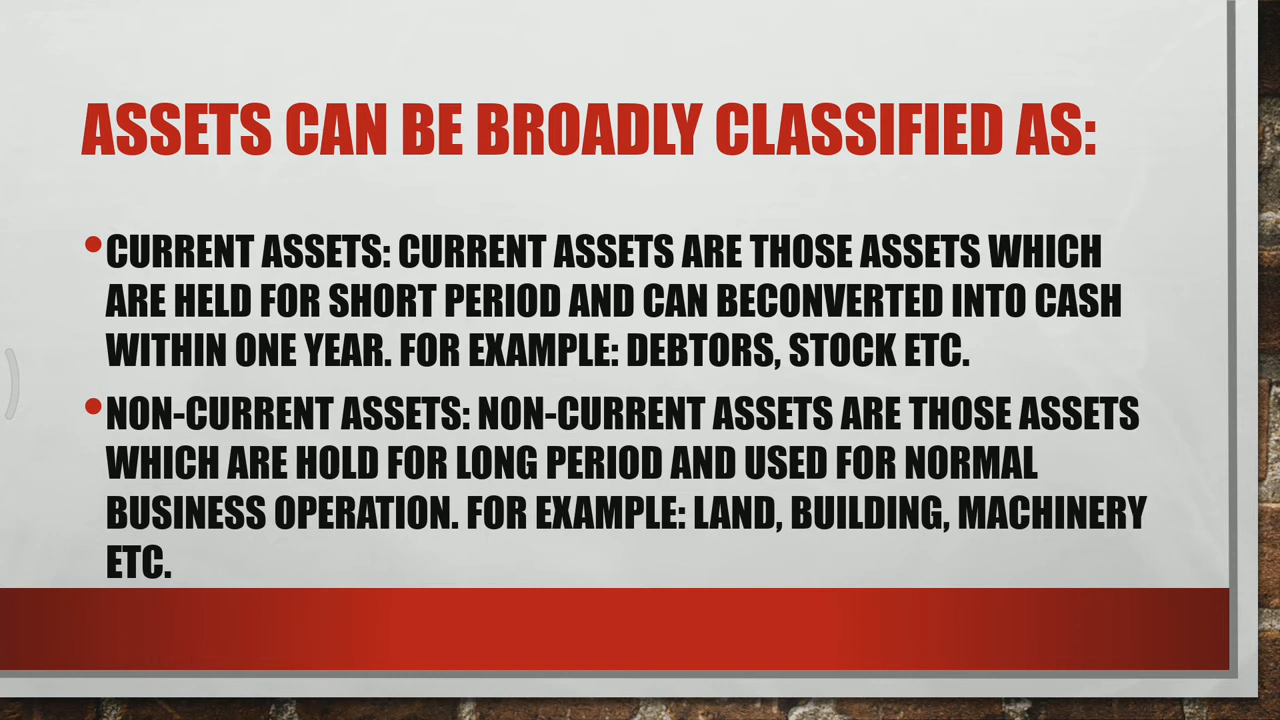 ASSETS CAN BE BROADLY CLASSIFIED AS:
•CURRENT ASSETS: CURRENT ASSETS ARE THOSE ASSETS WHICH
ARE HELD FOR SHORT PERIOD AND CAN BECONVERTED INTO CASH
WITHIN ONE YEAR. FOR EXAMPLE: DEBTORS, STOCK ETC.
•NON-CURRENT ASSETS: NON-CURRENT ASSETS ARE THOSE ASSETS
WHICH ARE HOLD FOR LONG PERIOD AND USED FOR NORMAL
BUSINESS OPERATION. FOR EXAMPLE: LAND, BUILDING, MACHINERY
ETC.